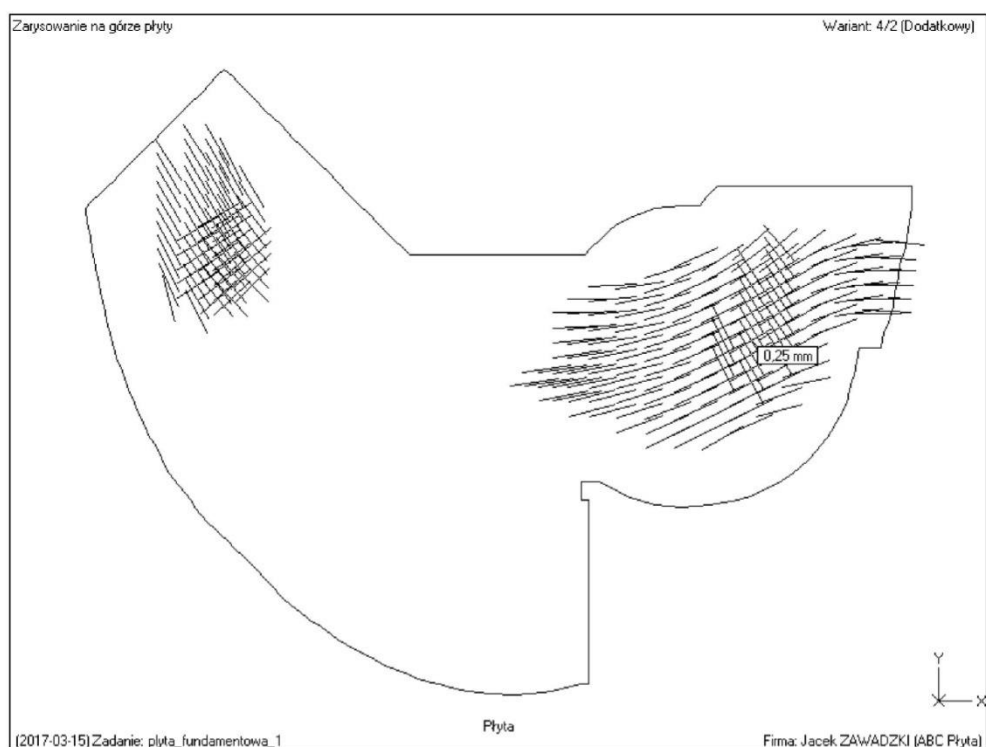 Zarysowanie na górze płyty
Wariant: 4/2 (Dodatkowy)
0,25 mm
Y
X
Płyta
(2017-03-15) Zadanie: plyta_fundamentowa_1
Firma: Jacek ZAWADZKI (ABC Płyta)